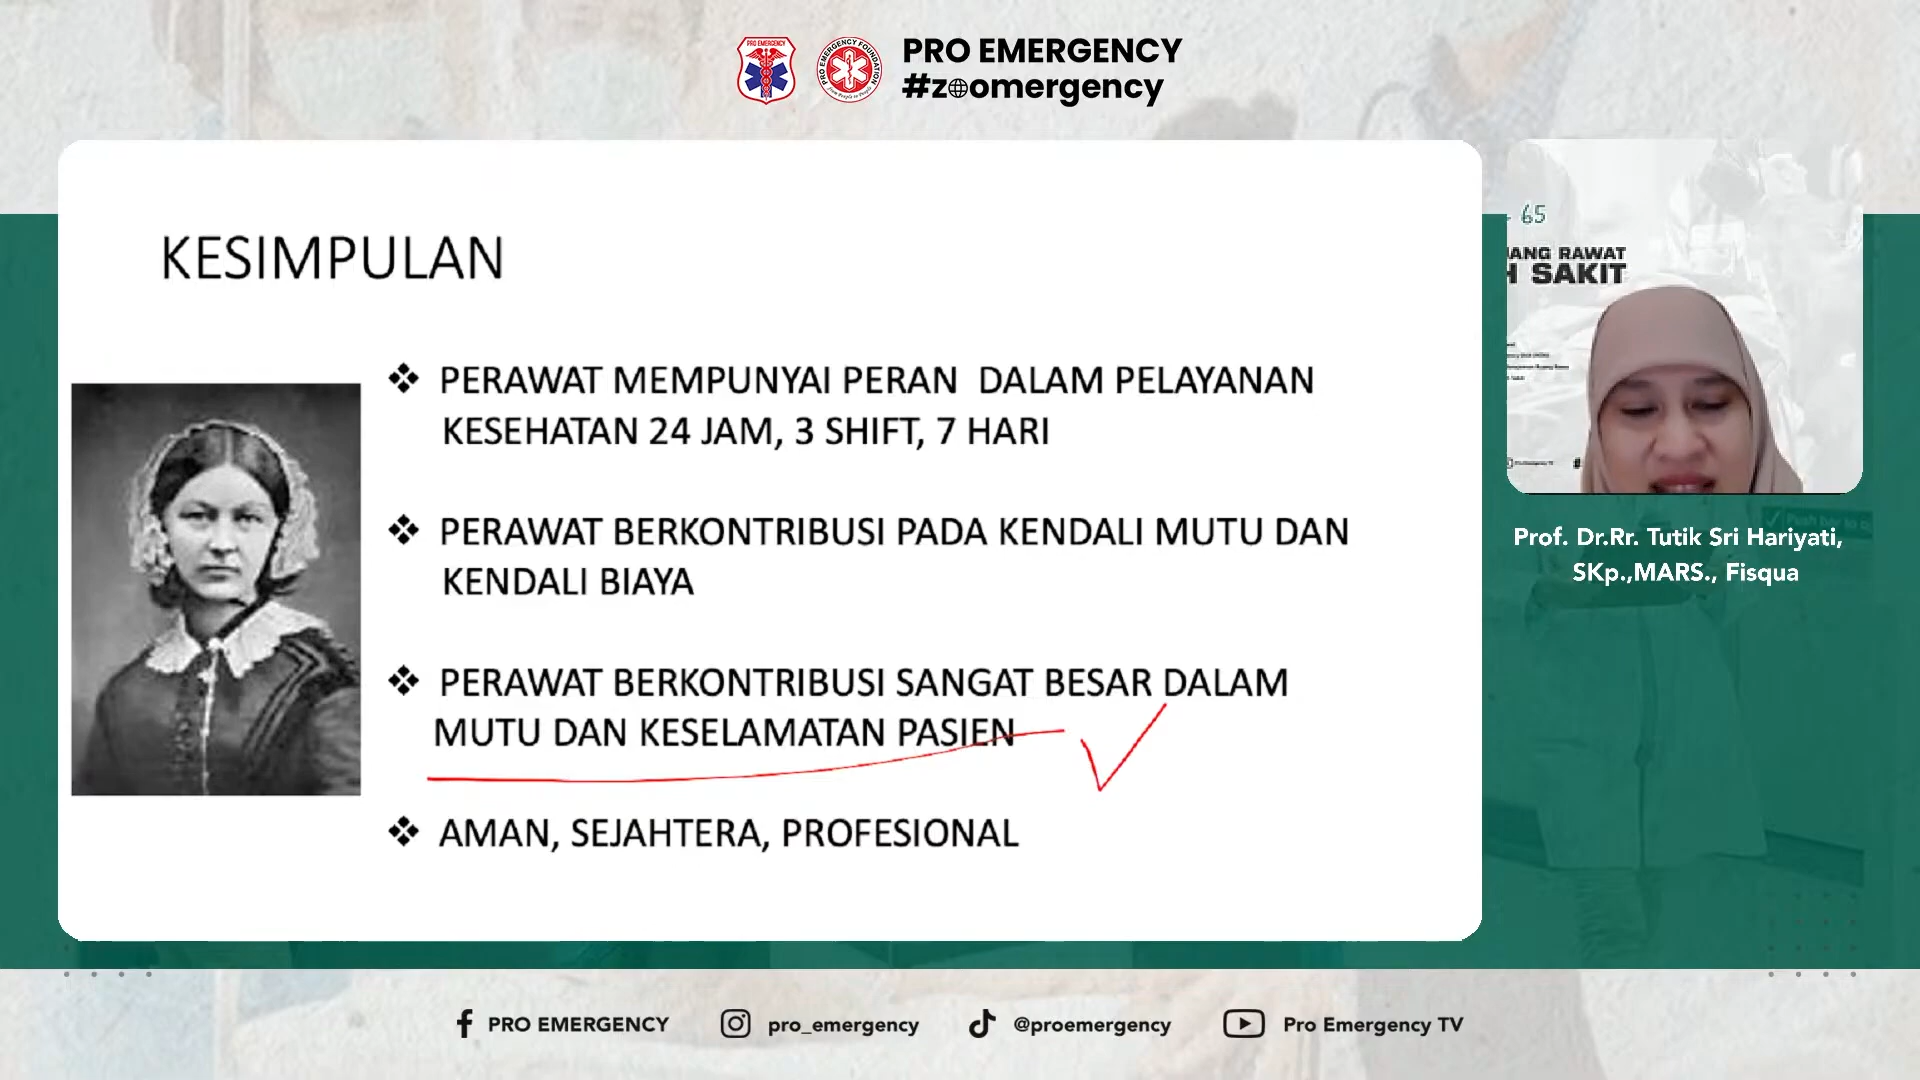 PRO EMERGENCY
PRO EMERGENCY
#zoomergency
KESIMPULAN
❖ PERAWAT MEMPUNYAI PERAN DALAM PELAYANAN
KESEHATAN 24 JAM, 3 SHIFT, 7 HARI
❖ PERAWAT BERKONTRIBUSI PADA KENDALI MUTU DAN
KENDALI BIAYA
❖ PERAWAT BERKONTRIBUSI SANGAT BESAR DALAM
MUTU DAN KESELAMATAN PASIEN
❖ AMAN, SEJAHTERA, PROFESIONAL
65
RAWAT
SAKIT
Prof. Dr.Rr. Tutik Sri Hariyati,
SKp.,MARS., Fisqua
PRO EMERGENCY
pro_emergency
@proemergency
Pro Emergency TV